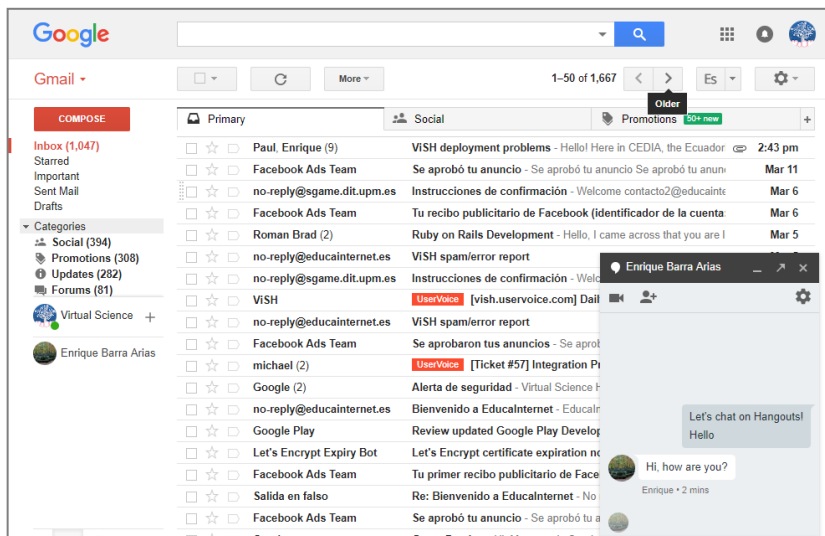 Google
Gmail
More
1–50 of 1,667
Es
Older
COMPOSE
Inbox (1,047)
Starred
Important
Sent Mail
Drafts
Categories
Social (394)
Promotions (308)
Updates (282)
Forums (81)
Virtual Science +
Enrique Barra Arias
Primary
Social
Promotions 50+ new +
Paul, Enrique (9) ViSH deployment problems - Hello! Here in CEDIA, the Ecuador 2:43 pm
Facebook Ads Team Se aprobó tu anuncio - Se aprobó tu anuncio Se aprobó tu anun Mar 11
no-reply@sgame.dit.upm.es Instrucciones de confirmación - Welcome contacto2@educainte Mar 6
Facebook Ads Team Tu recibo publicitario de Facebook (identificador de la cuenta: Mar 6
Roman Brad (2) Ruby on Rails Development - Hello, I came across that you are l Mar 5
no-reply@educainternet.es ViSH spam/error report
no-reply@sgame.dit.upm.es Instrucciones de confirmación - Welc
ViSH UserVoice [vish.uservoice.com] Dail
no-reply@educainternet.es ViSH spam/error report
Facebook Ads Team Se aprobaron tus anuncios - Se aprob
michael (2) UserVoice [Ticket #57] Integration Pr
Google (2) Alerta de seguridad - Virtual Science H
no-reply@educainternet.es Bienvenido a EducaInternet - EducaIn
Google Play Review updated Google Play Develop
Let's Encrypt Expiry Bot Let's Encrypt certificate expiration no
Facebook Ads Team Tu primer recibo publicitario de Face
Salida en falso Re: Bienvenido a EducaInternet - No
Facebook Ads Team Se aprobó tu anuncio - Se aprobó tu a
Enrique Barra Arias
Let's chat on Hangouts!
Hello
Hi, how are you?
Enrique • 2 mins